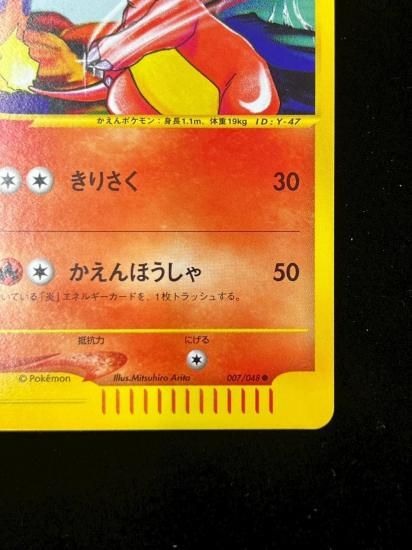 かえんポケモン：身長1.1m、体重19kg ID:Y-47
きりさく 30
かえんほうしゃ 50
いている「炎」エネルギーカードを、1枚トラッシュする。
抵抗力 にげる
© Pokémon Illus.Mitsuhiro Arita 007/048